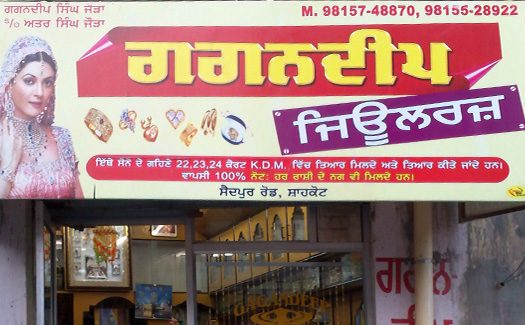 ਗਗਨਦੀਪ ਸਿੰਘ ਜੌੜਾ
S/o ਅਤਰ ਸਿੰਘ ਜੌੜਾ
M. 98157-48870, 98155-28922
ਗਗਨਦੀਪ
ਜਿਊਲਰਜ਼
ਇੱਥੇ ਸੋਨੇ ਦੇ ਗਹਿਣੇ 22,23,24 ਕੈਰਟ K.D.M. ਵਿੱਚ ਤਿਆਰ ਮਿਲਦੇ ਅਤੇ ਤਿਆਰ ਕੀਤੇ ਜਾਂਦੇ ਹਨ।
ਵਾਪਸੀ 100% ਨੋਟ: ਹਰ ਰਾਸ਼ੀ ਦੇ ਨਗ ਵੀ ਮਿਲਦੇ ਹਨ।
ਸੈਦਪੁਰ ਰੋਡ, ਸ਼ਾਹਕੋਟ
ਗਗਨ-
ਦੀਪ